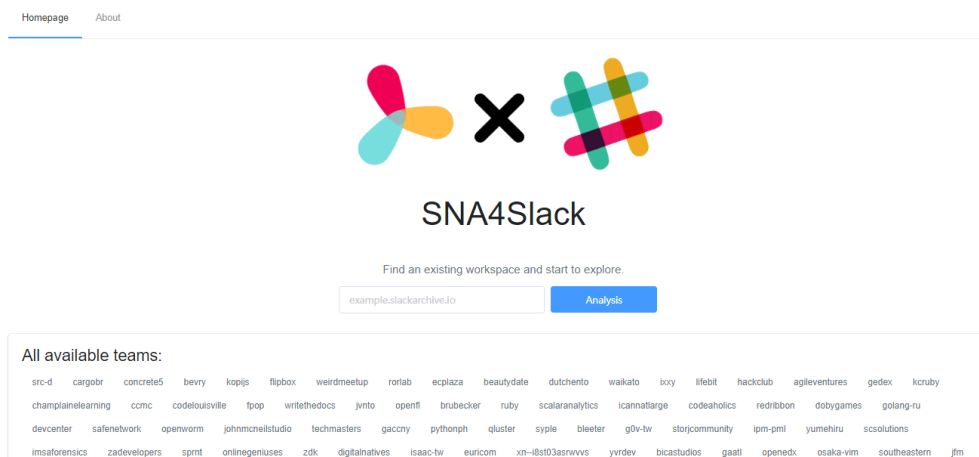 Homepage About
SNA4Slack
Find an existing workspace and start to explore.
example.slackarchive.io Analysis
All available teams:
src-d cargobr concrete5 bevry kopijs flipbox weirdmeetup rorlab ecplaza beautydate dutchento waikato ixxy lifebit hackclub agileventures gedex kcruby
champlainelearning ccmc codelouisville fpop writethedocs jvnto openfl brubecker ruby scalaranalytics icannatlarge codeaholics redribbon dobygames golang-ru
devcenter safenetwork openworm johnmcneilstudio techmasters gaccny pythonph qluster syple bleeter g0v-tw storjcommunity ipm-pml yumehiru scsolutions
imsaforensics zadevelopers sprnt onlinegeniuses zdk digitalnatives isaac-tw euricom xn--i8st03asrwvvs yvrdev bicastudios gaatl openedx osaka-vim southeastern jfm